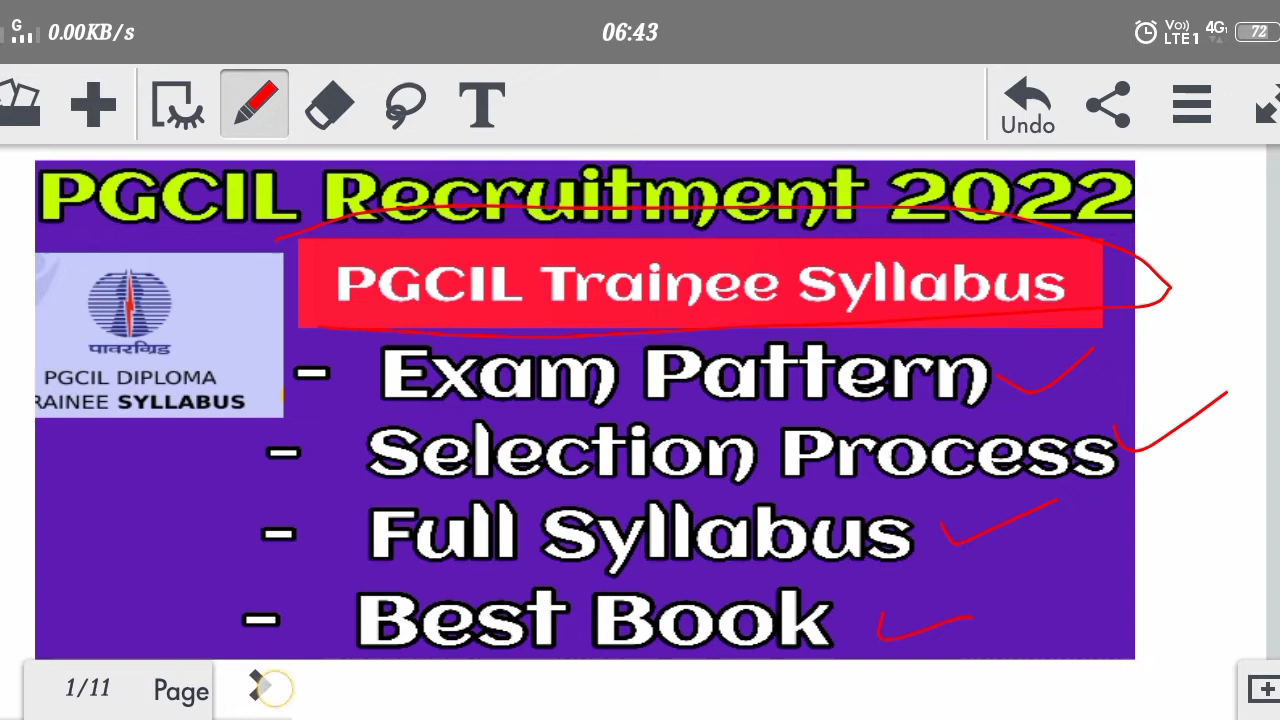 G 0.00KB/s 06:43 Vo)) LTE1 4G 72
T Undo
PGCIL Recruitment 2022
PGCIL Trainee Syllabus
पावरग्रिड
PGCIL DIPLOMA
RAINEE SYLLABUS
- Exam Pattern
- Selection Process
- Full Syllabus
- Best Book
1/11 Page